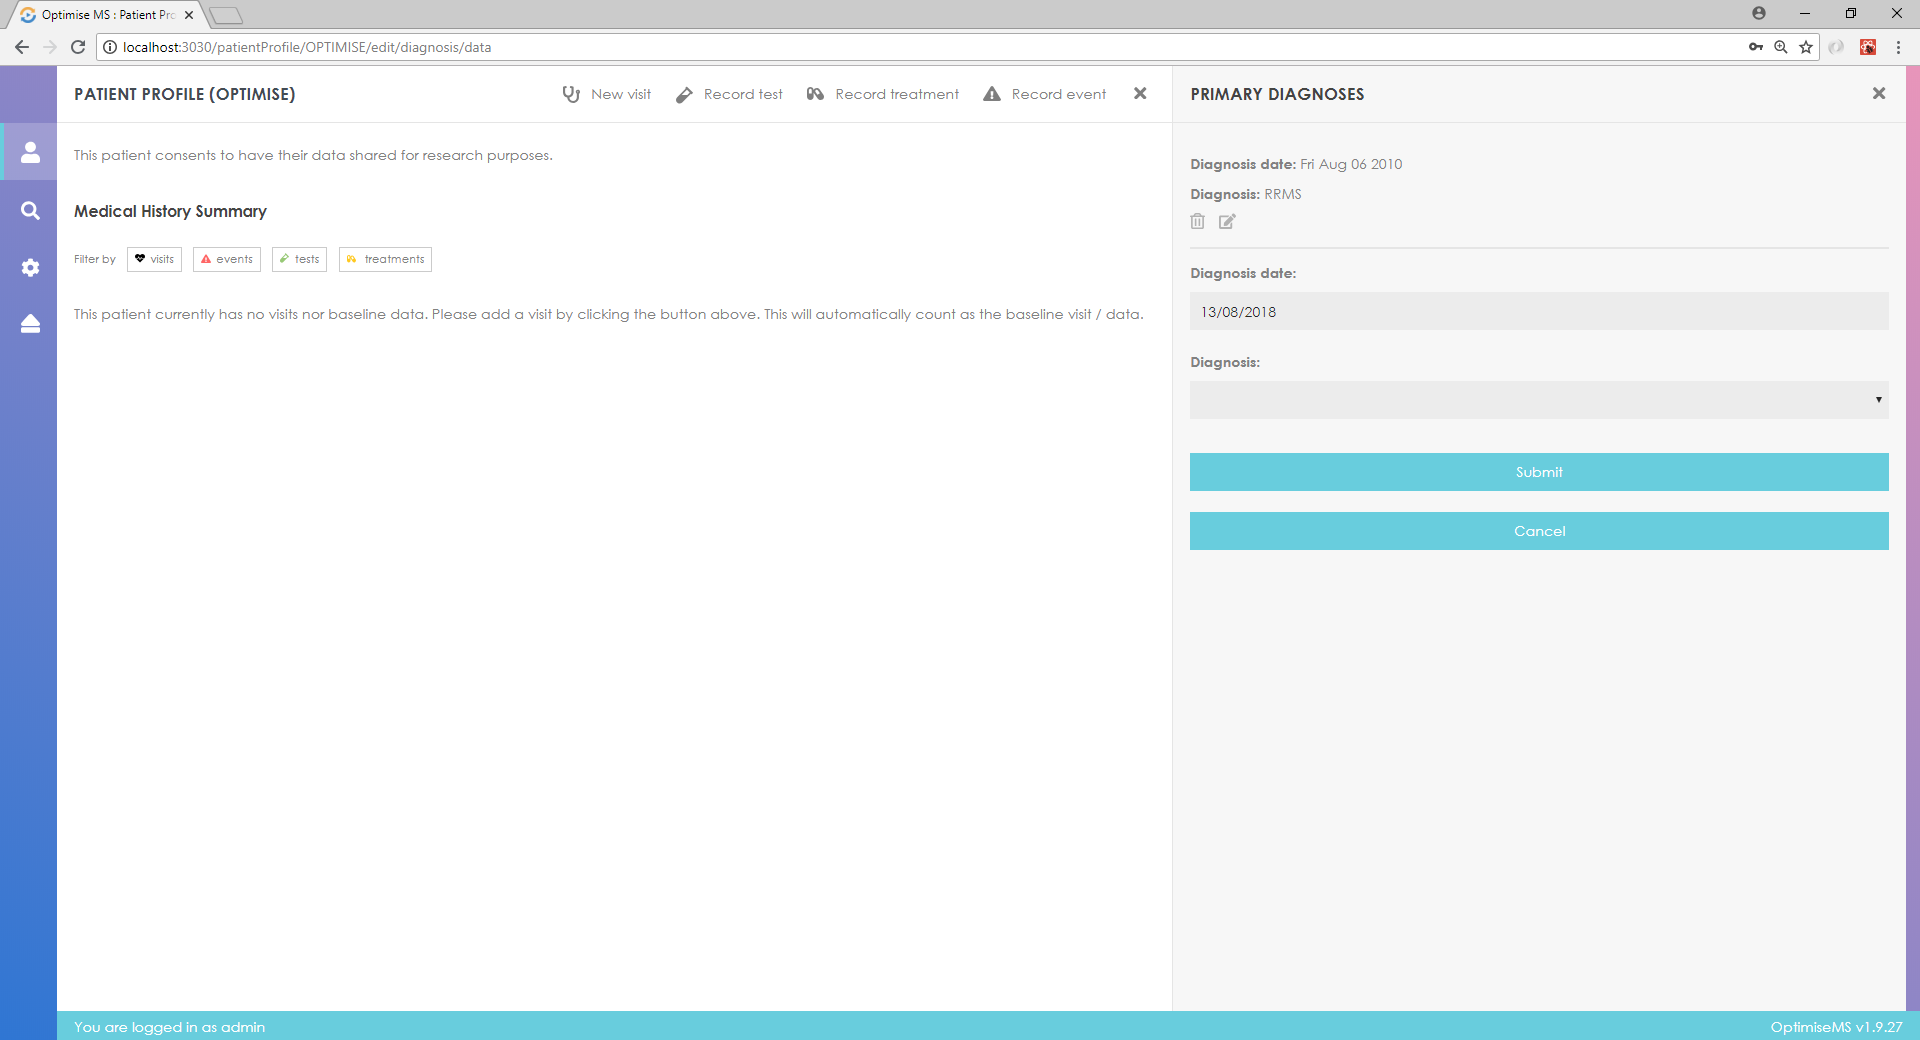 Optimise MS : Patient Pro
localhost:3030/patientProfile/OPTIMISE/edit/diagnosis/data
PATIENT PROFILE (OPTIMISE)
New visit
Record test
Record treatment
Record event
This patient consents to have their data shared for research purposes.
Medical History Summary
Filter by
visits
events
tests
treatments
This patient currently has no visits nor baseline data. Please add a visit by clicking the button above. This will automatically count as the baseline visit / data.
PRIMARY DIAGNOSES
Diagnosis date: Fri Aug 06 2010
Diagnosis: RRMS
Diagnosis date:
13/08/2018
Diagnosis:
Submit
Cancel
You are logged in as admin
OptimiseMS v1.9.27